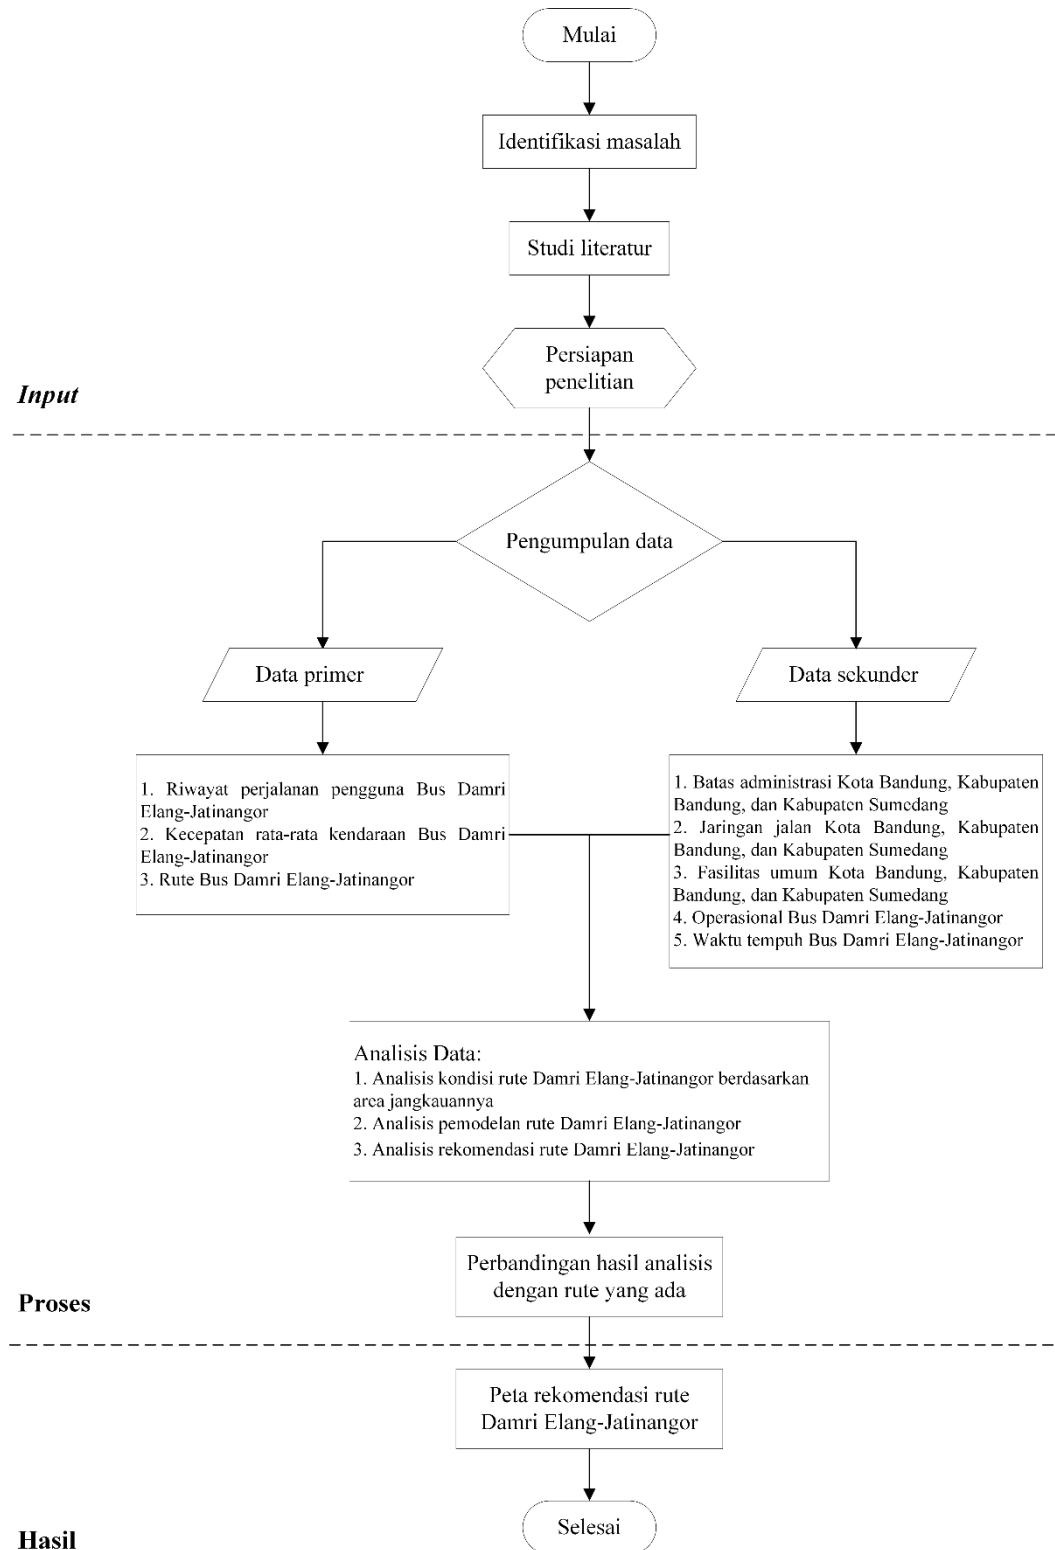 Mulai
Identifikasi masalah
Studi literatur
Persiapan
penelitian
Input
Pengumpulan data
Data primer
Data sekunder
1. Riwayat perjalanan pengguna Bus Damri
Elang-Jatinangor
2. Kecepatan rata-rata kendaraan Bus Damri
Elang-Jatinangor
3. Rute Bus Damri Elang-Jatinangor
1. Batas administrasi Kota Bandung, Kabupaten
Bandung, dan Kabupaten Sumedang
2. Jaringan jalan Kota Bandung, Kabupaten
Bandung, dan Kabupaten Sumedang
3. Fasilitas umum Kota Bandung, Kabupaten
Bandung, dan Kabupaten Sumedang
4. Operasional Bus Damri Elang-Jatinangor
5. Waktu tempuh Bus Damri Elang-Jatinangor
Analisis Data:
1. Analisis kondisi rute Damri Elang-Jatinangor berdasarkan
area jangkauannya
2. Analisis pemodelan rute Damri Elang-Jatinangor
3. Analisis rekomendasi rute Damri Elang-Jatinangor
Perbandingan hasil analisis
dengan rute yang ada
Proses
Peta rekomendasi rute
Damri Elang-Jatinangor
Selesai
Hasil